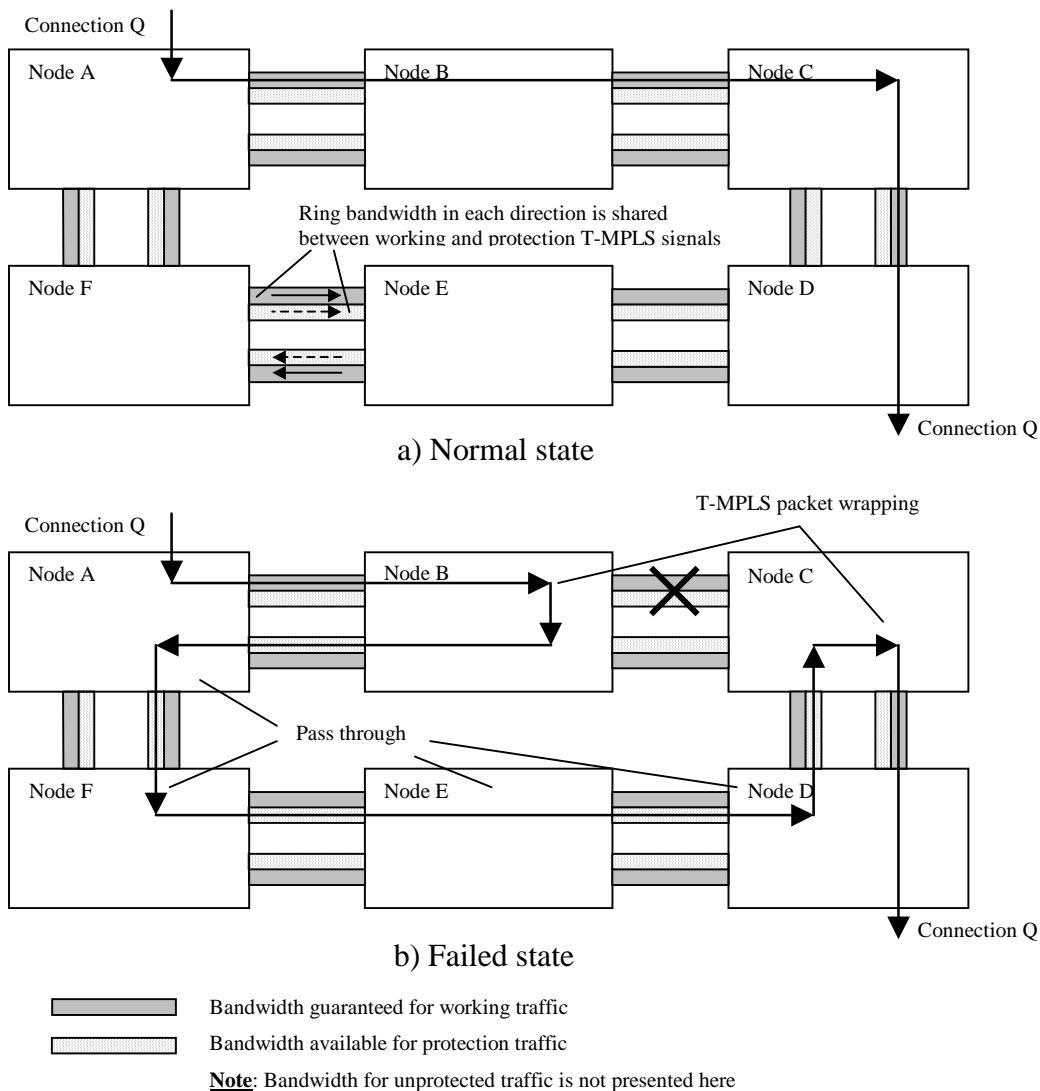 Connection Q
Node A
Node B
Node C
Ring bandwidth in each direction is shared
between working and protection T-MPLS signals
Node F
Node E
Node D
Connection Q
a) Normal state
T-MPLS packet wrapping
Connection Q
Node A
Node B
Node C
Pass through
Node F
Node E
Node D
Connection Q
b) Failed state
Bandwidth guaranteed for working traffic
Bandwidth available for protection traffic
Note: Bandwidth for unprotected traffic is not presented here